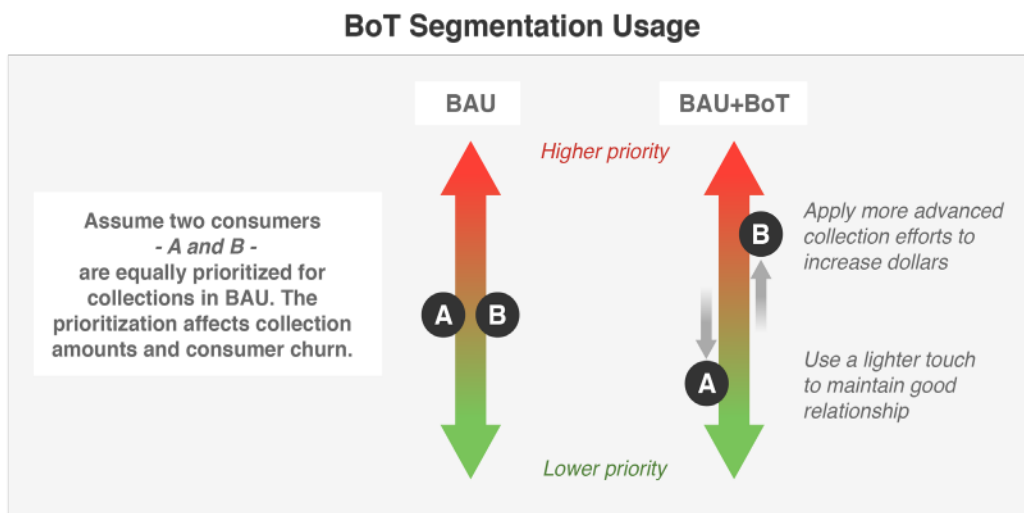 BoT Segmentation Usage
BAU
BAU+BoT
Higher priority
Assume two consumers
- A and B -
are equally prioritized for
collections in BAU. The
prioritization affects collection
amounts and consumer churn.
A
B
B
Apply more advanced
collection efforts to
increase dollars
A
Use a lighter touch
to maintain good
relationship
Lower priority